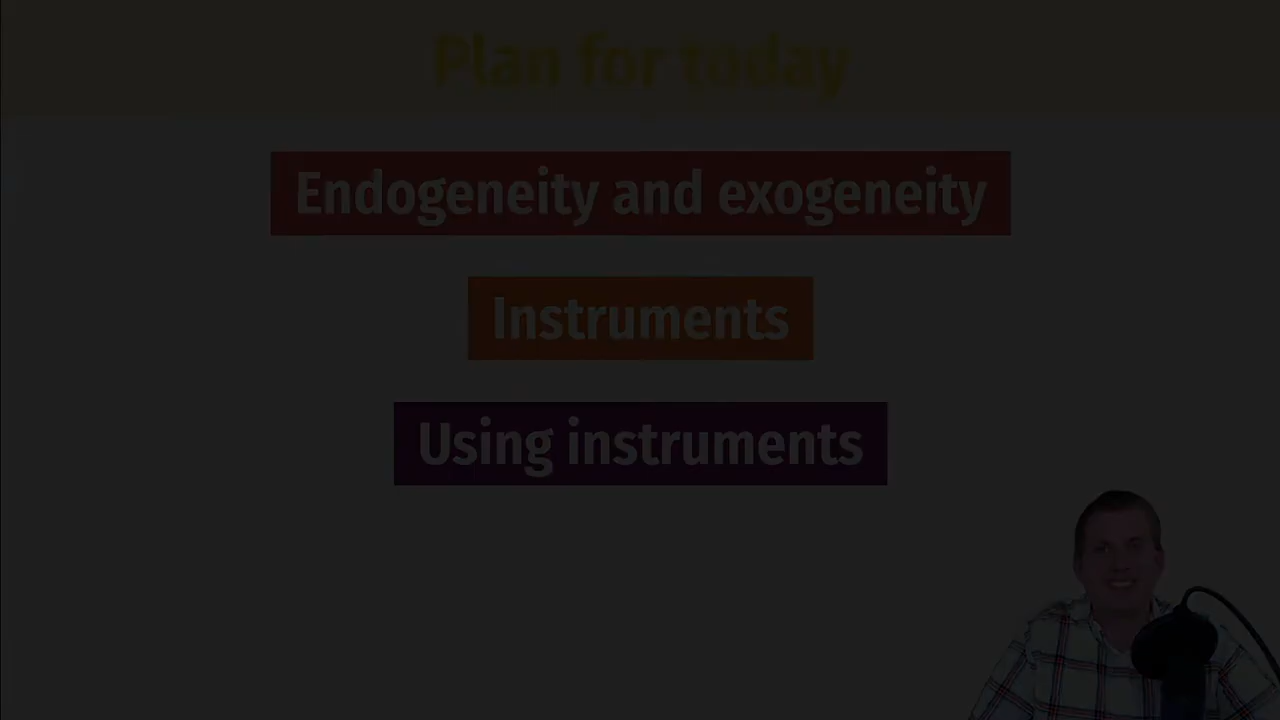 Plan for today
Endogeneity and exogeneity
Instruments
Using instruments